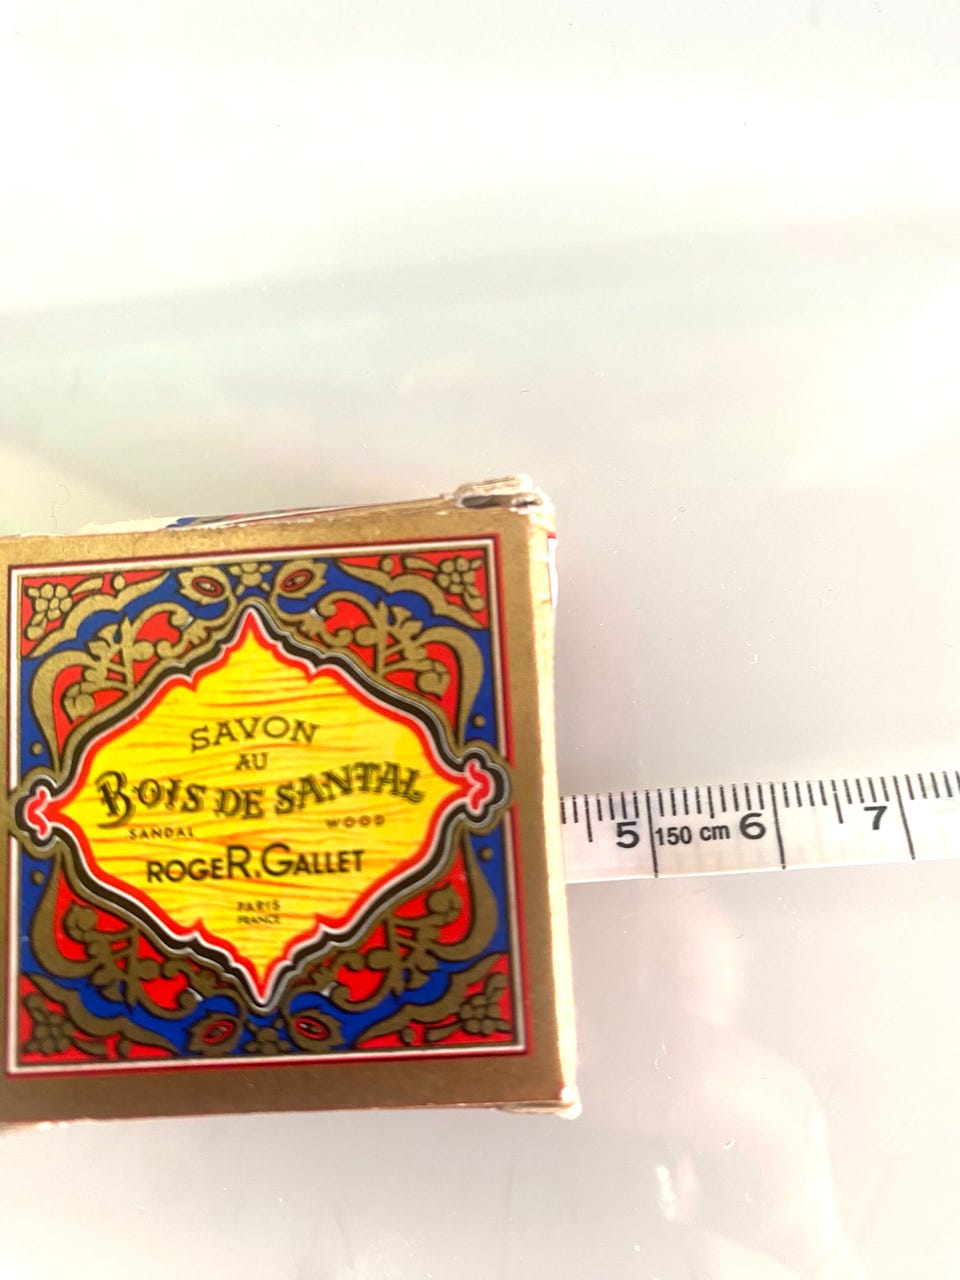 SAVON
AU
BOIS DE SANTAL
SANDAL WOOD
ROGER.GALLET
PARIS
FRANCE
5 150 cm 6 7